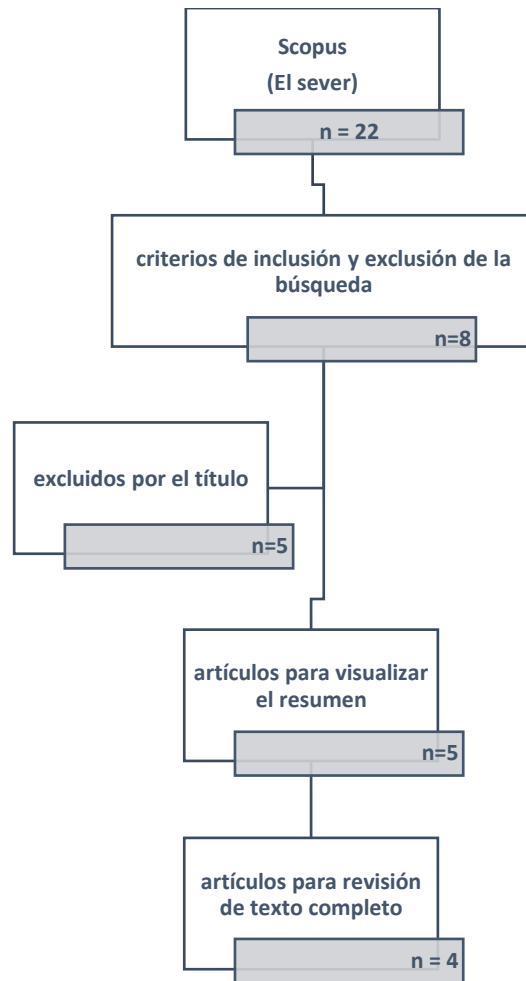 Scopus
(El sever)
n = 22
criterios de inclusión y exclusión de la
búsqueda
n=8
excluidos por el título
n=5
artículos para visualizar
el resumen
n=5
artículos para revisión
de texto completo
n = 4